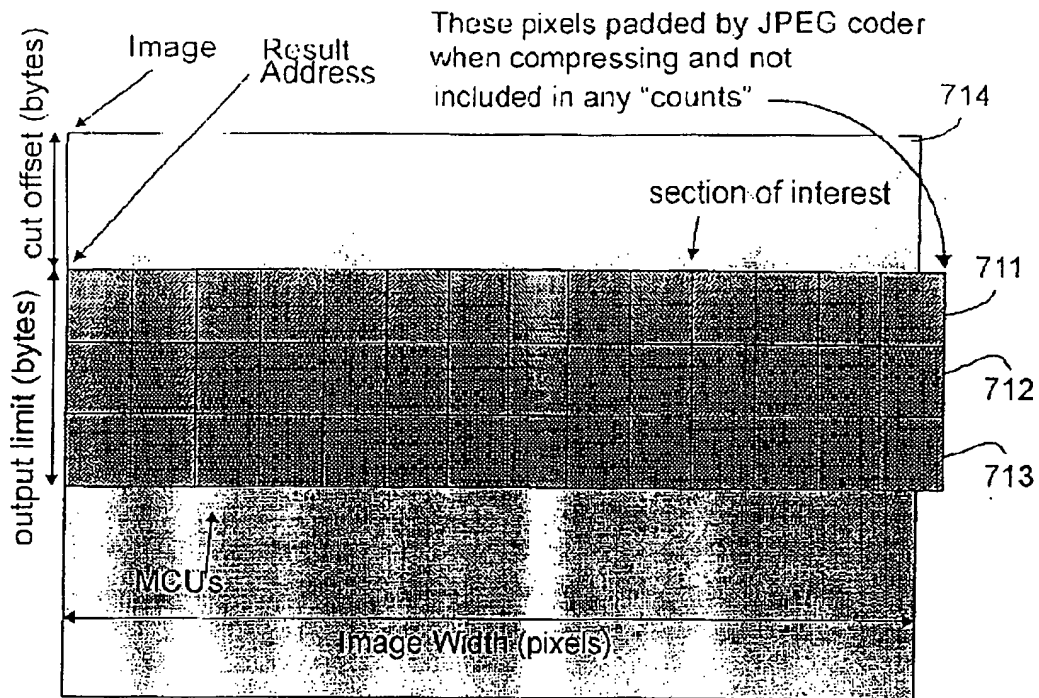 These pixels padded by JPEG coder
when compressing and not
included in any "counts"
Image
Result
Address
714
cut offset (bytes)
section of interest
711
output limit (bytes)
712
713
MCUs
Image Width (pixels)